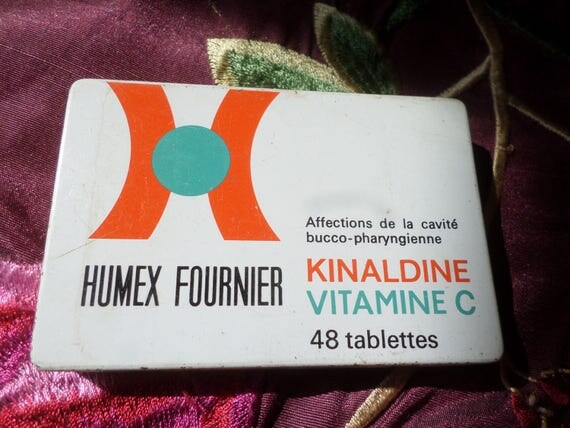 Affections de la cavité
bucco-pharyngienne
HUMEX FOURNIER
KINALDINE
VITAMINE C
48 tablettes